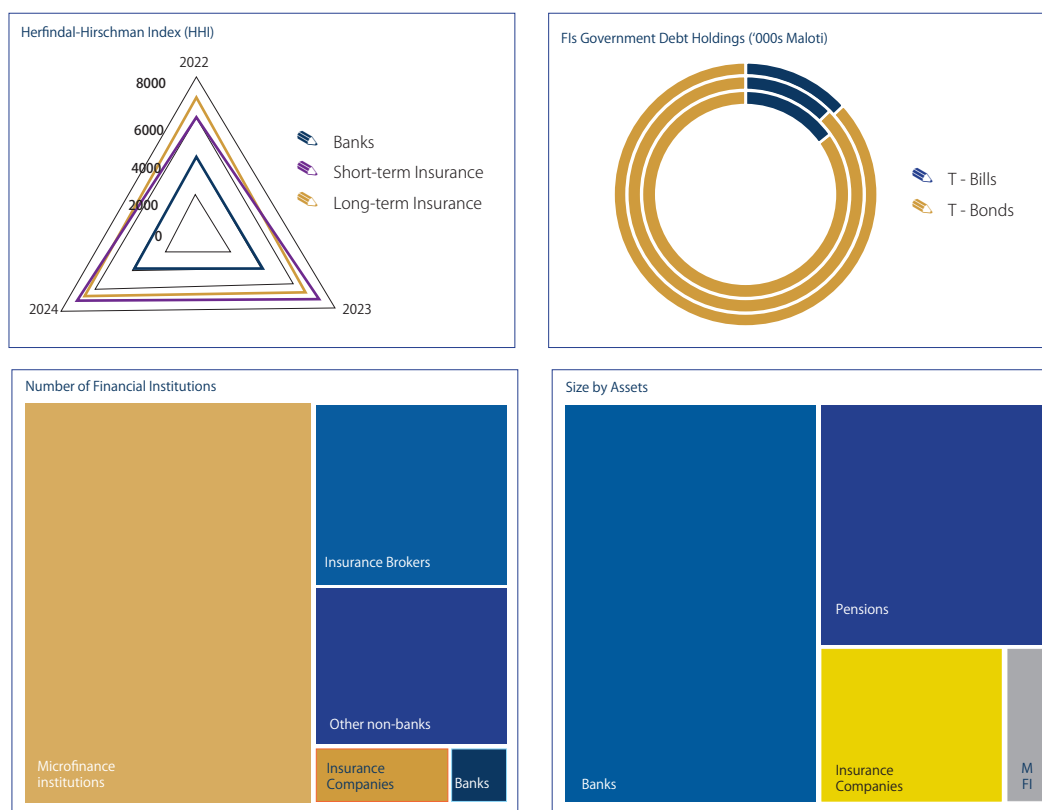 Herfindal-Hirschman Index (HHI)
2022
8000
6000
4000
2000
0
2024
2023
Banks
Short-term Insurance
Long-term Insurance
FIs Government Debt Holdings ('000s Maloti)
T - Bills
T - Bonds
Number of Financial Institutions
Microfinance
institutions
Insurance Brokers
Other non-banks
Insurance
Companies
Banks
Size by Assets
Banks
Pensions
Insurance
Companies
M
FI